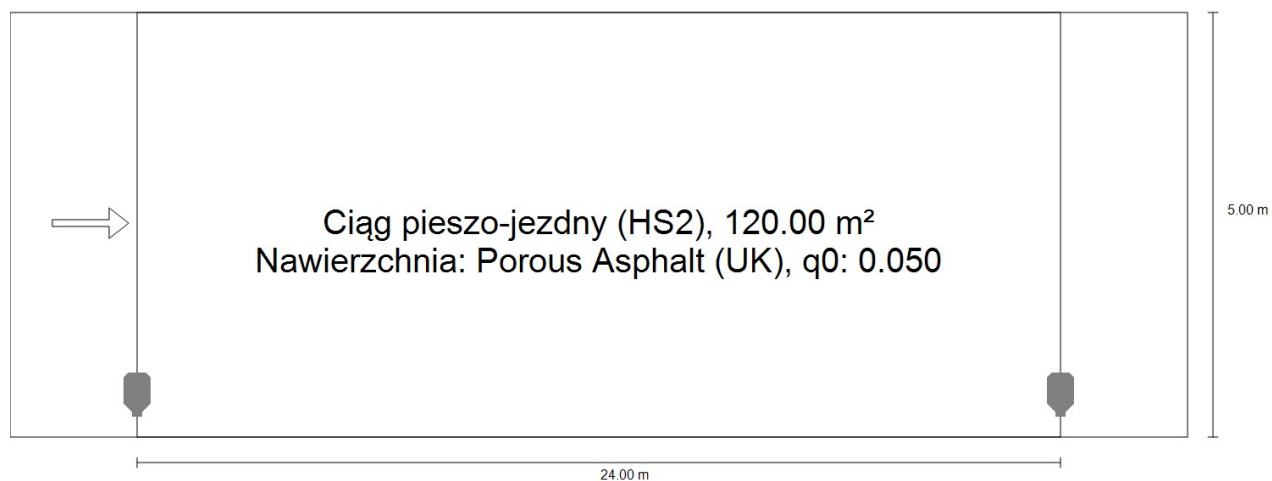 Ciąg pieszo-jezdny (HS2), 120.00 m²
Nawierzchnia: Porous Asphalt (UK), q0: 0.050
5.00 m
24.00 m